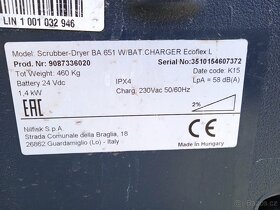 LIN 1 001 032 946
Model: Scrubber-Dryer BA 651 W/BAT.CHARGER Ecoflex L
Prod. Nr: 9087336020
Serial No:3510154607372
Tot Weight: 460 Kg
Date code: K15
Battery 24 Vdc
IPX4
LpA = 58 dB(A)
1,4 kW
Charg. 230Vac 50/60Hz
EAC
2%
Nilfisk S.p.A.
Strada Comunale della Braglia, 18
26862 Guardamiglio (Lo) - Italy
Made in Hungary